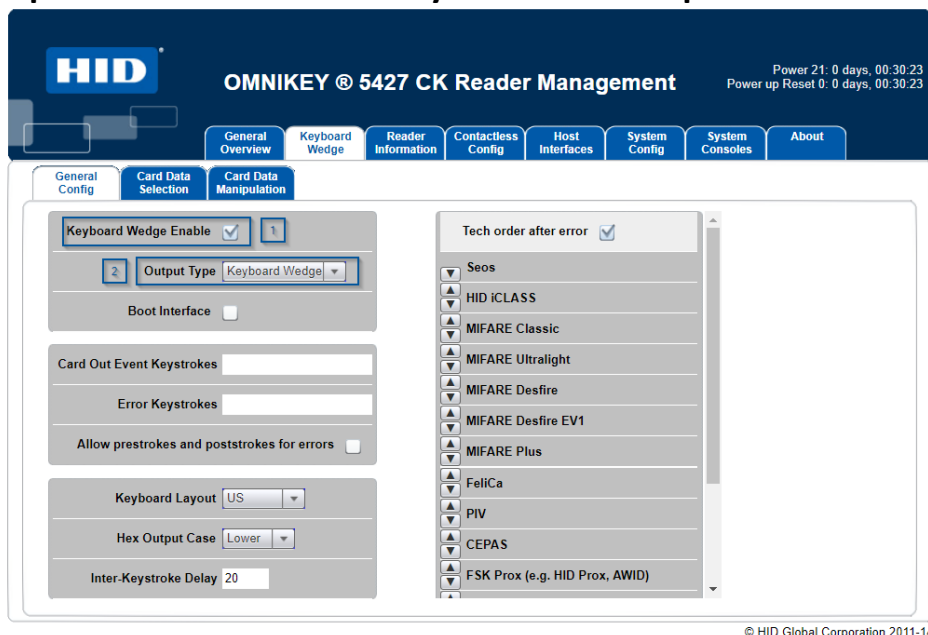 HID
OMNIKEY ® 5427 CK Reader Management
Power 21: 0 days, 00:30:23
Power up Reset 0: 0 days, 00:30:23
General Overview
Keyboard Wedge
Reader Information
Contactless Config
Host Interfaces
System Config
System Consoles
About
General Config
Card Data Selection
Card Data Manipulation
Keyboard Wedge Enable
1
2
Output Type
Keyboard Wedge
Boot Interface
Card Out Event Keystrokes
Error Keystrokes
Allow prestrokes and poststrokes for errors
Keyboard Layout
US
Hex Output Case
Lower
Inter-Keystroke Delay
20
Tech order after error
Seos
HID iCLASS
MIFARE Classic
MIFARE Ultralight
MIFARE Desfire
MIFARE Desfire EV1
MIFARE Plus
FeliCa
PIV
CEPAS
FSK Prox (e.g. HID Prox, AWID)
© HID Global Corporation